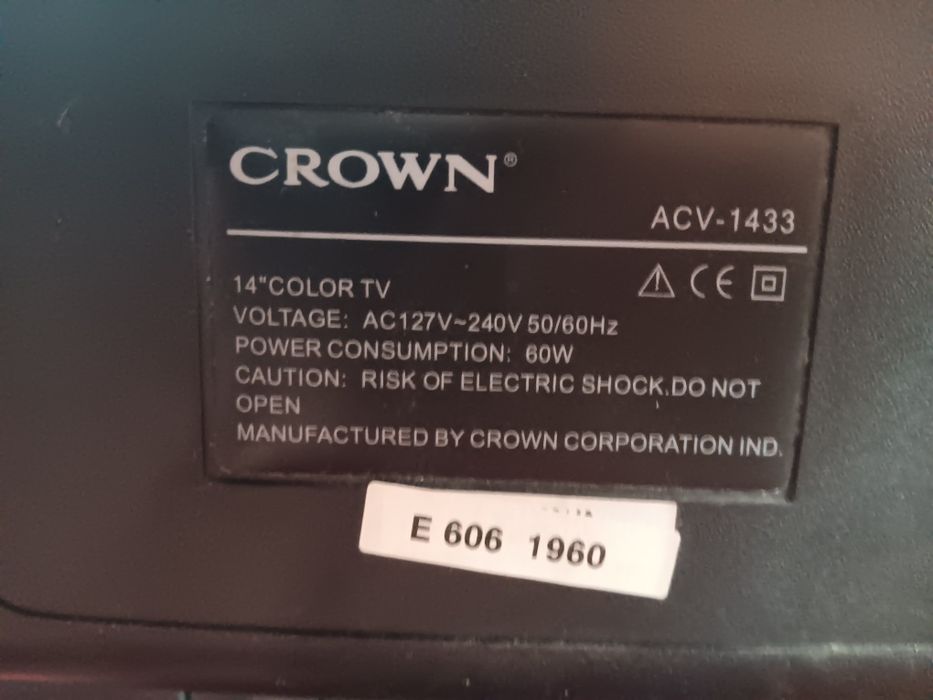 CROWN®
ACV-1433
14"COLOR TV
CE
VOLTAGE: AC127V~240V 50/60Hz
POWER CONSUMPTION: 60W
CAUTION: RISK OF ELECTRIC SHOCK.DO NOT
OPEN
MANUFACTURED BY CROWN CORPORATION IND.
E 606 1960